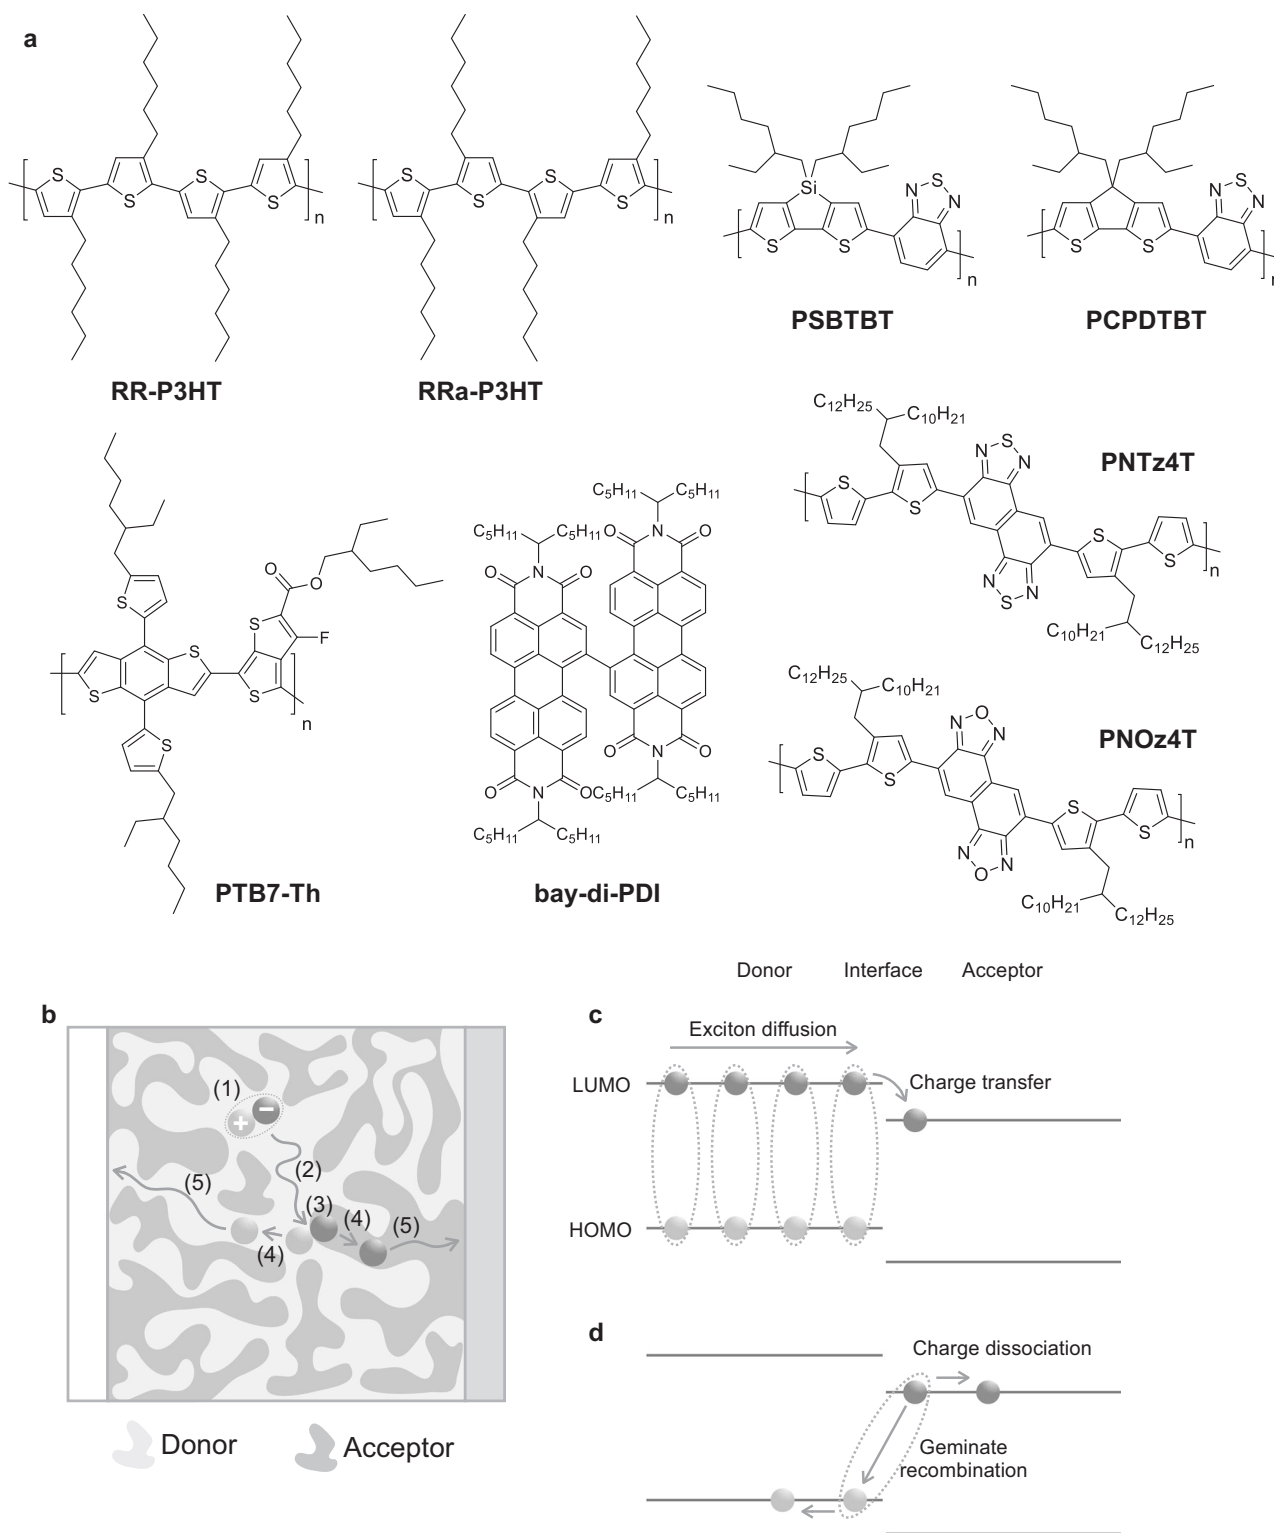 a
S
S
S
S
n
RR-P3HT
S
S
S
S
n
RRa-P3HT
Si
S
S
N
S
N
n
PSBTBT
S
S
N
S
N
n
PCPDTBT
S
S
S
S
S
S
O
O
F
n
PTB7-Th
C5H11
C5H11
C5H11
C5H11
O
N
O
O
N
O
O
N
O
O
N
O
C5H11
C5H11
C5H11
C5H11
bay-di-PDI
C12H25
C10H21
S
S
N
S
N
N
S
N
S
S
n
C10H21
C12H25
PNTz4T
C12H25
C10H21
S
S
N
O
N
N
O
N
S
S
n
C10H21
C12H25
PNOz4T
b
(1)
+
−
(2)
(3)
(4)
(4)
(5)
(5)
Donor
Acceptor
Donor Interface Acceptor
c
Exciton diffusion
LUMO
Charge transfer
HOMO
d
Charge dissociation
Geminate
recombination